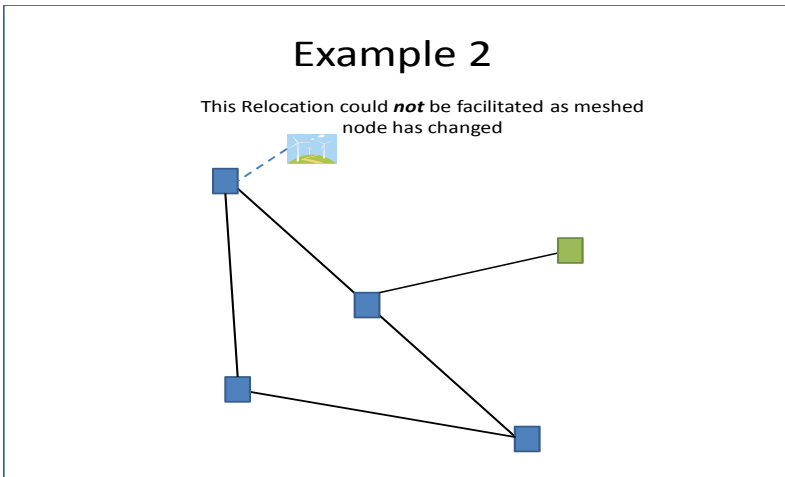 Example 2
This Relocation could not be facilitated as meshed
node has changed